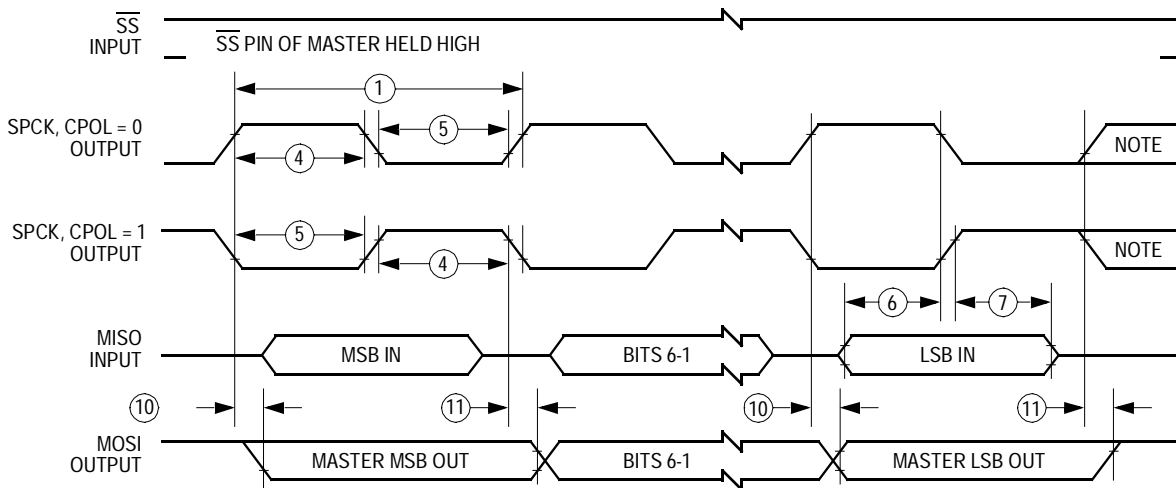 SS
INPUT
SS PIN OF MASTER HELD HIGH
1
SPCK, CPOL = 0
OUTPUT
5
4
NOTE
SPCK, CPOL = 1
OUTPUT
5
4
NOTE
6
7
MISO
INPUT
MSB IN
BITS 6-1
LSB IN
10
11
10
11
MOSI
OUTPUT
MASTER MSB OUT
BITS 6-1
MASTER LSB OUT